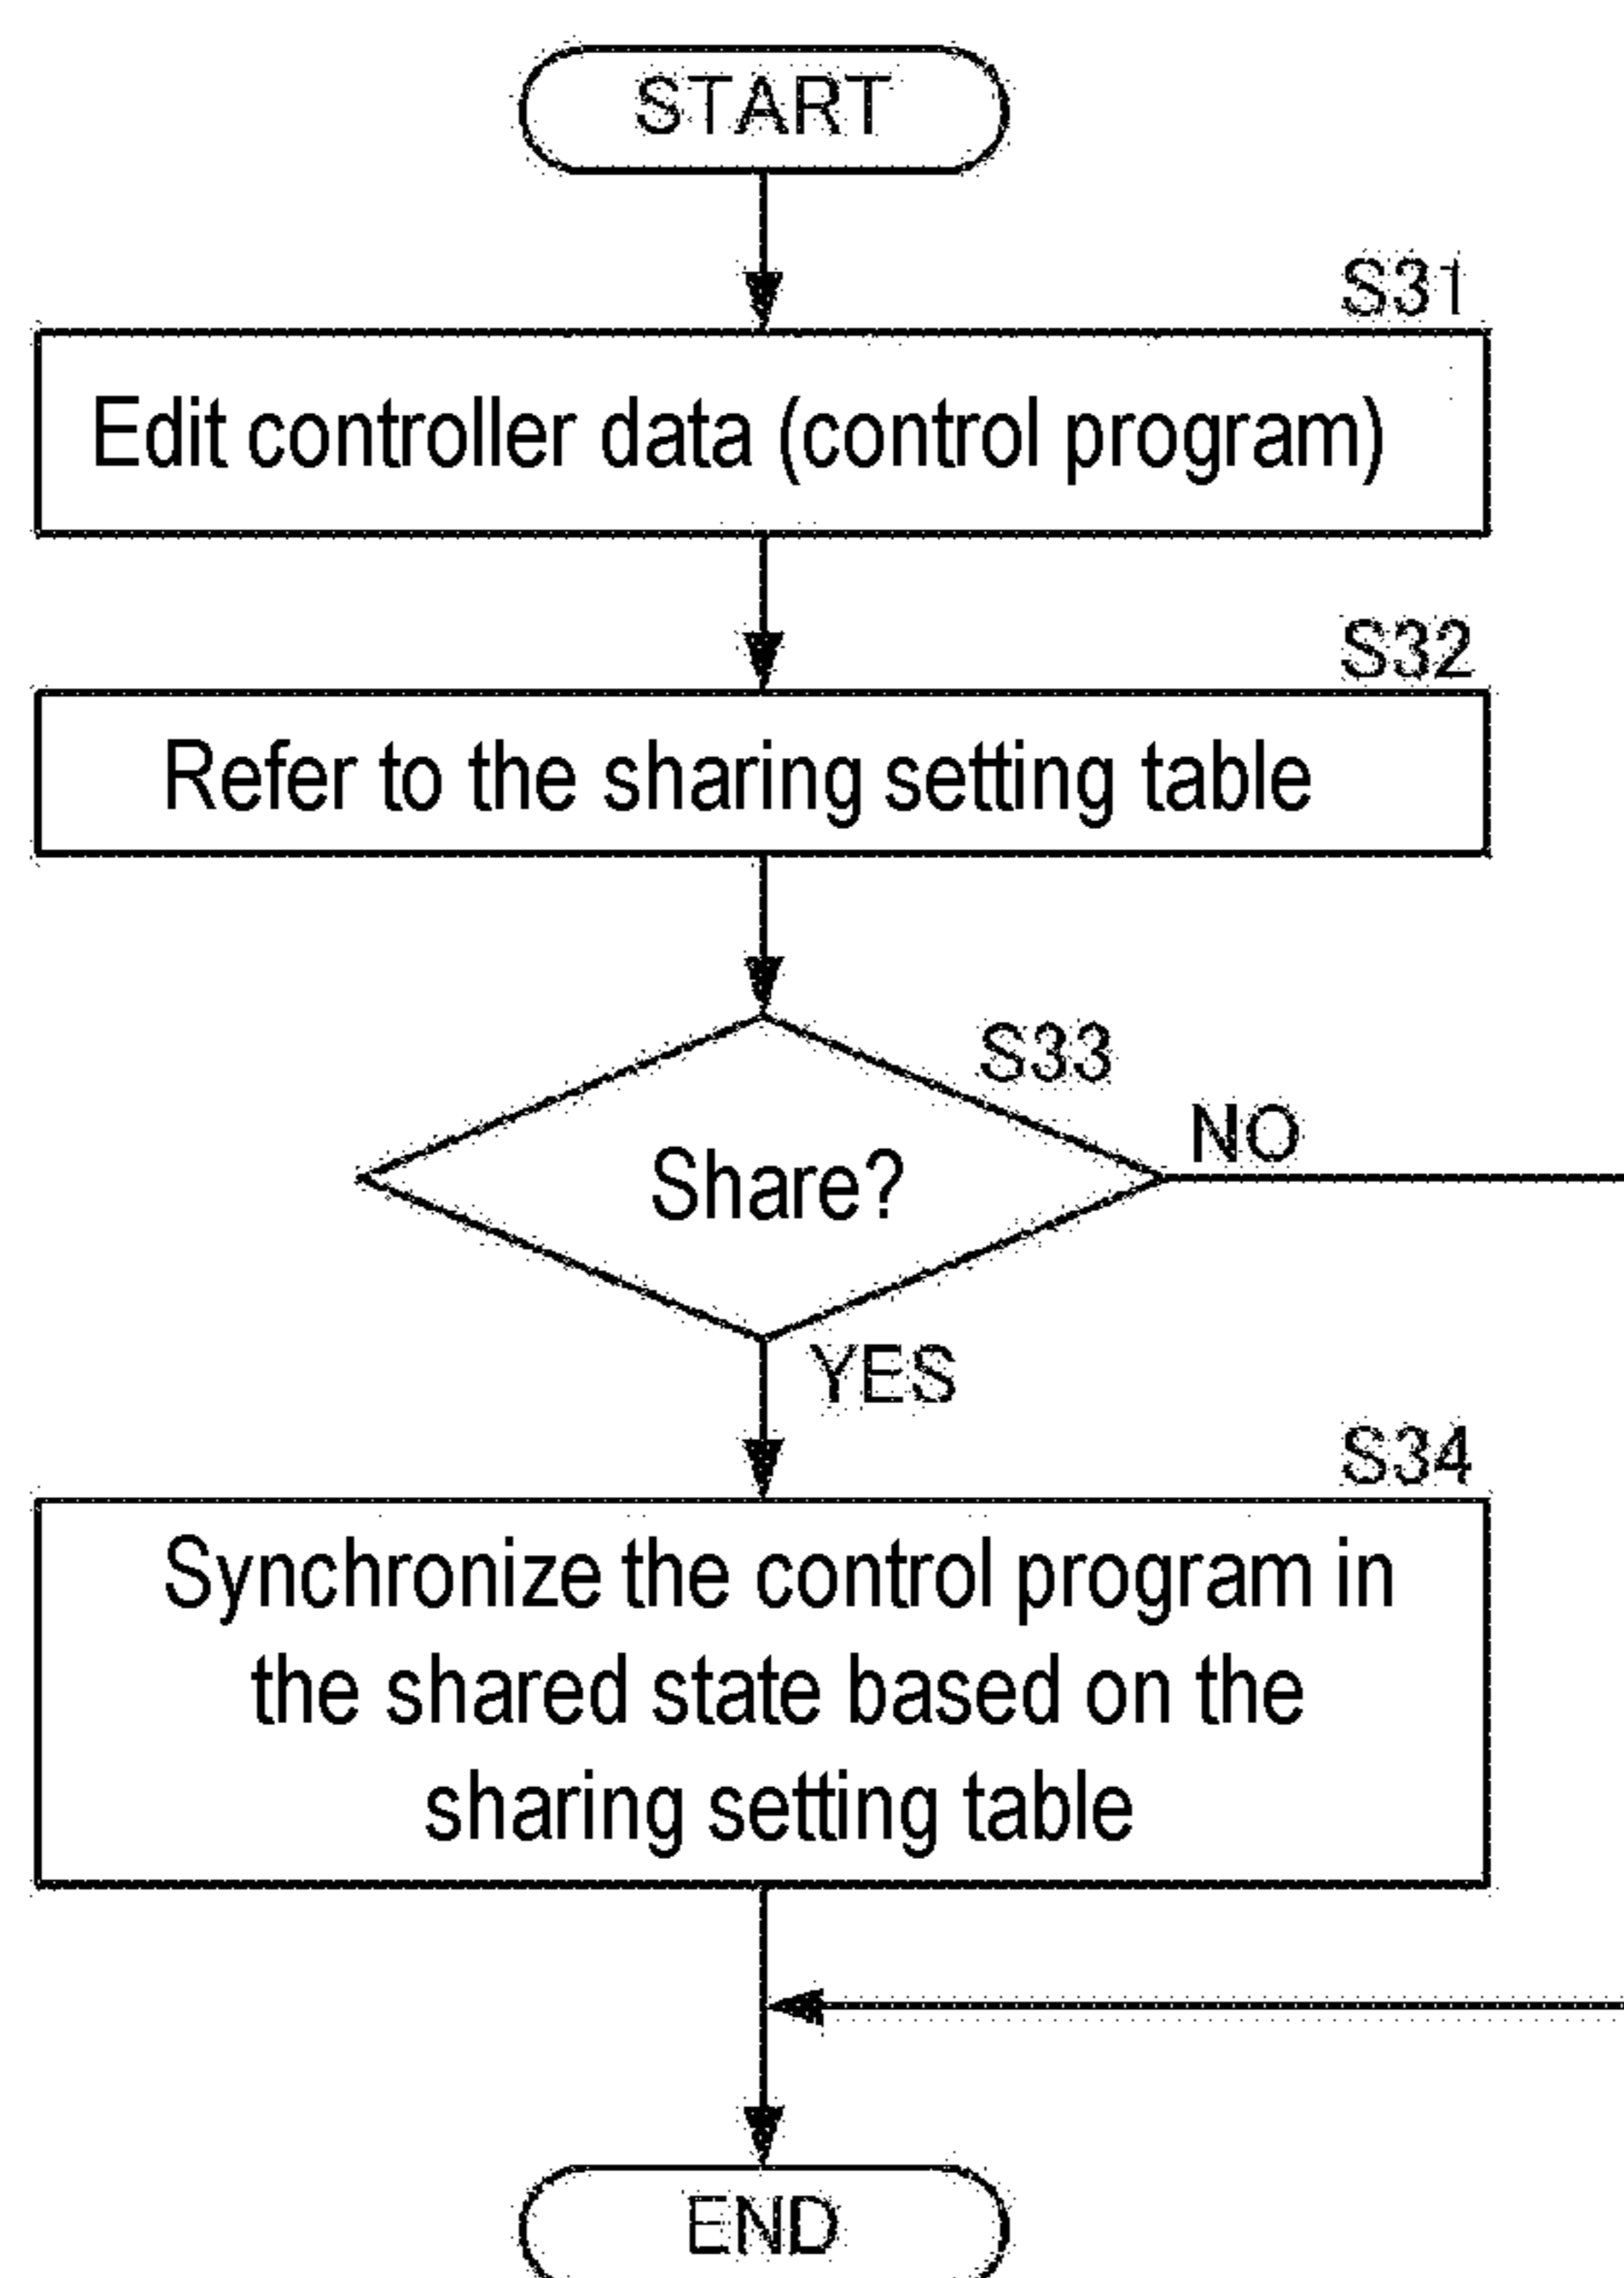 START
S31
Edit controller data (control program)
S32
Refer to the sharing setting table
S33
Share?
NO
YES
S34
Synchronize the control program in
the shared state based on the
sharing setting table
END